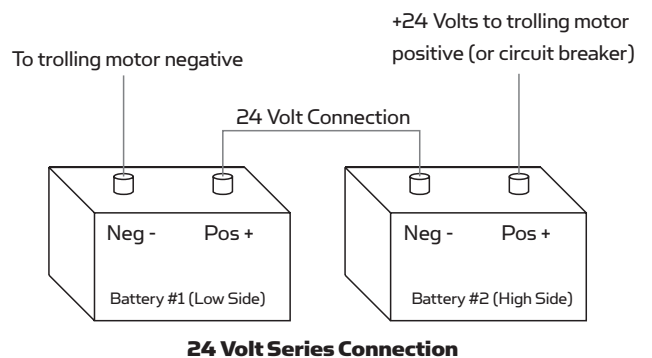 +24 Volts to trolling motor
positive (or circuit breaker)
To trolling motor negative
24 Volt Connection
Neg - Pos +
Neg - Pos +
Battery #1 (Low Side)
Battery #2 (High Side)
24 Volt Series Connection